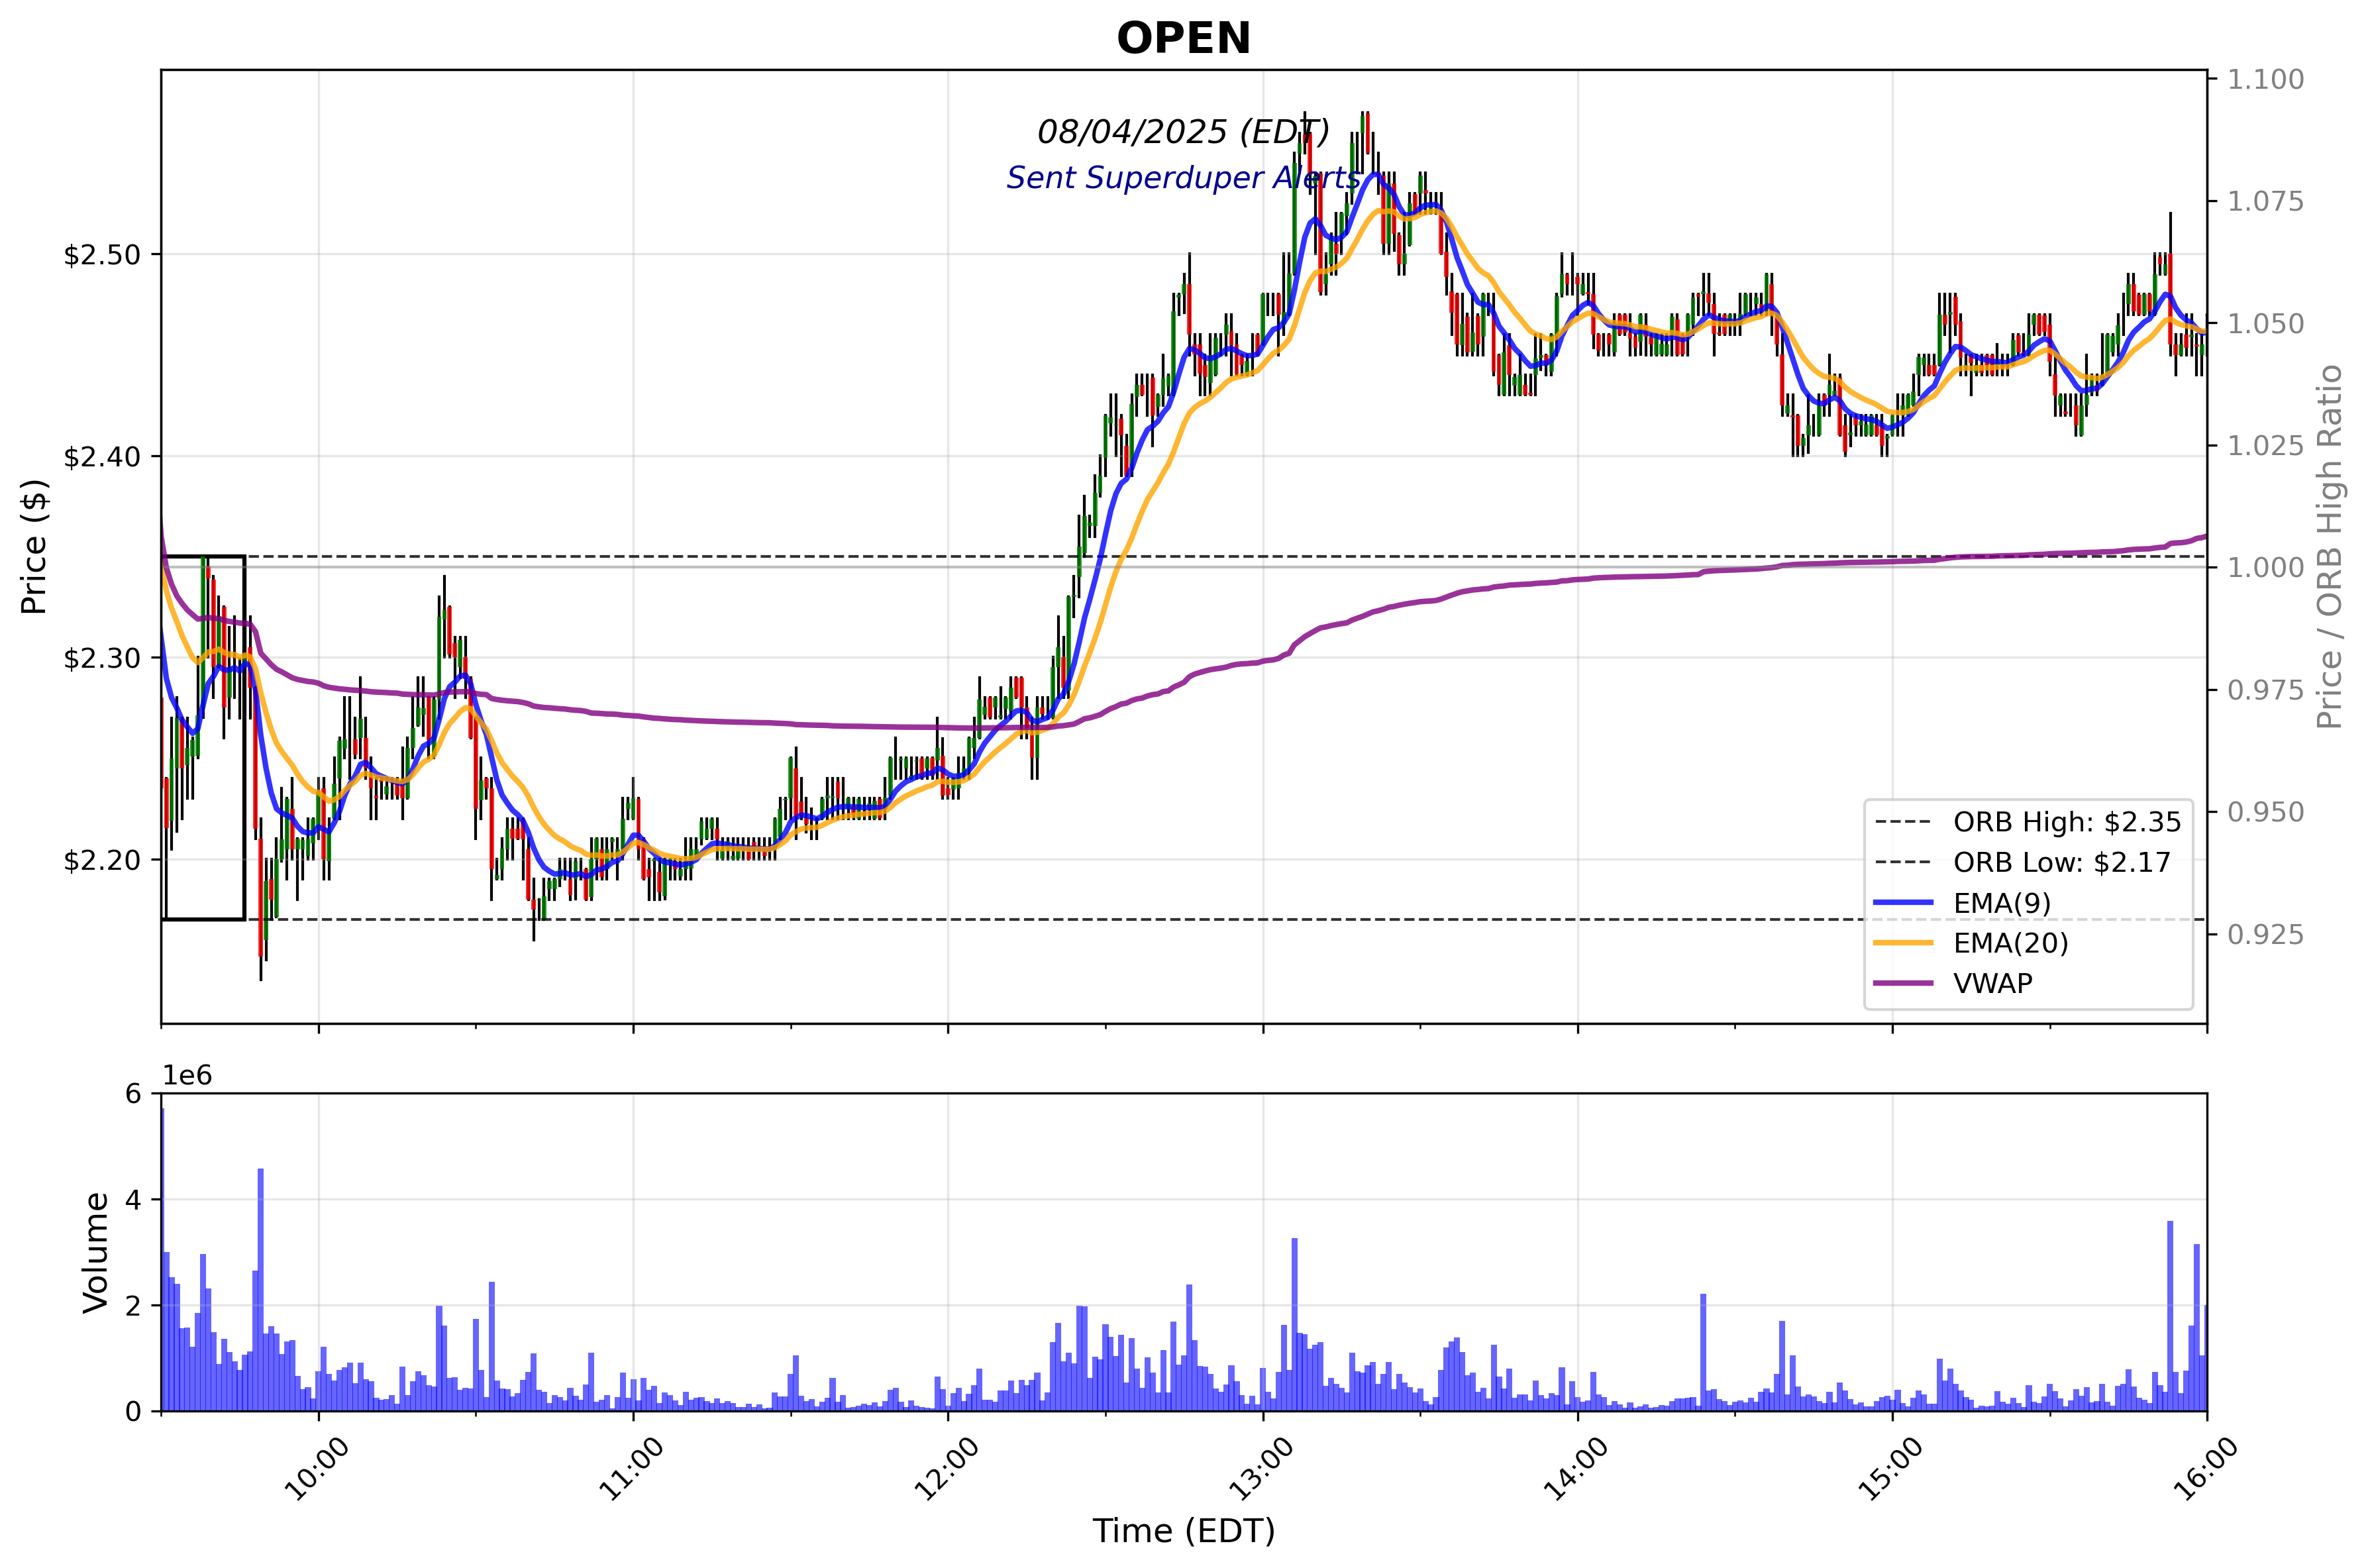 OPEN
08/04/2025 (EDT)
Sent Superduper Alerts
Price ($)
$2.50
$2.40
$2.30
$2.20
Price / ORB High Ratio
1.100
1.075
1.050
1.025
1.000
0.975
0.950
0.925
ORB High: $2.35
ORB Low: $2.17
EMA(9)
EMA(20)
VWAP
1e6
Volume
6
4
2
0
10:00
11:00
12:00
13:00
14:00
15:00
16:00
Time (EDT)